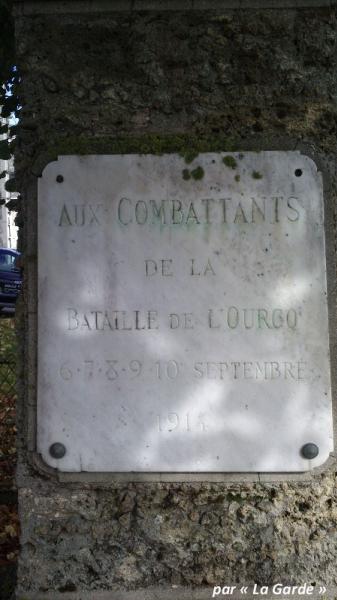 AUX COMBATTANTS
DE LA
BATAILLE DE L'OURCQ
6·7·8·9·10 SEPTEMBRE
1914
par « La Garde »